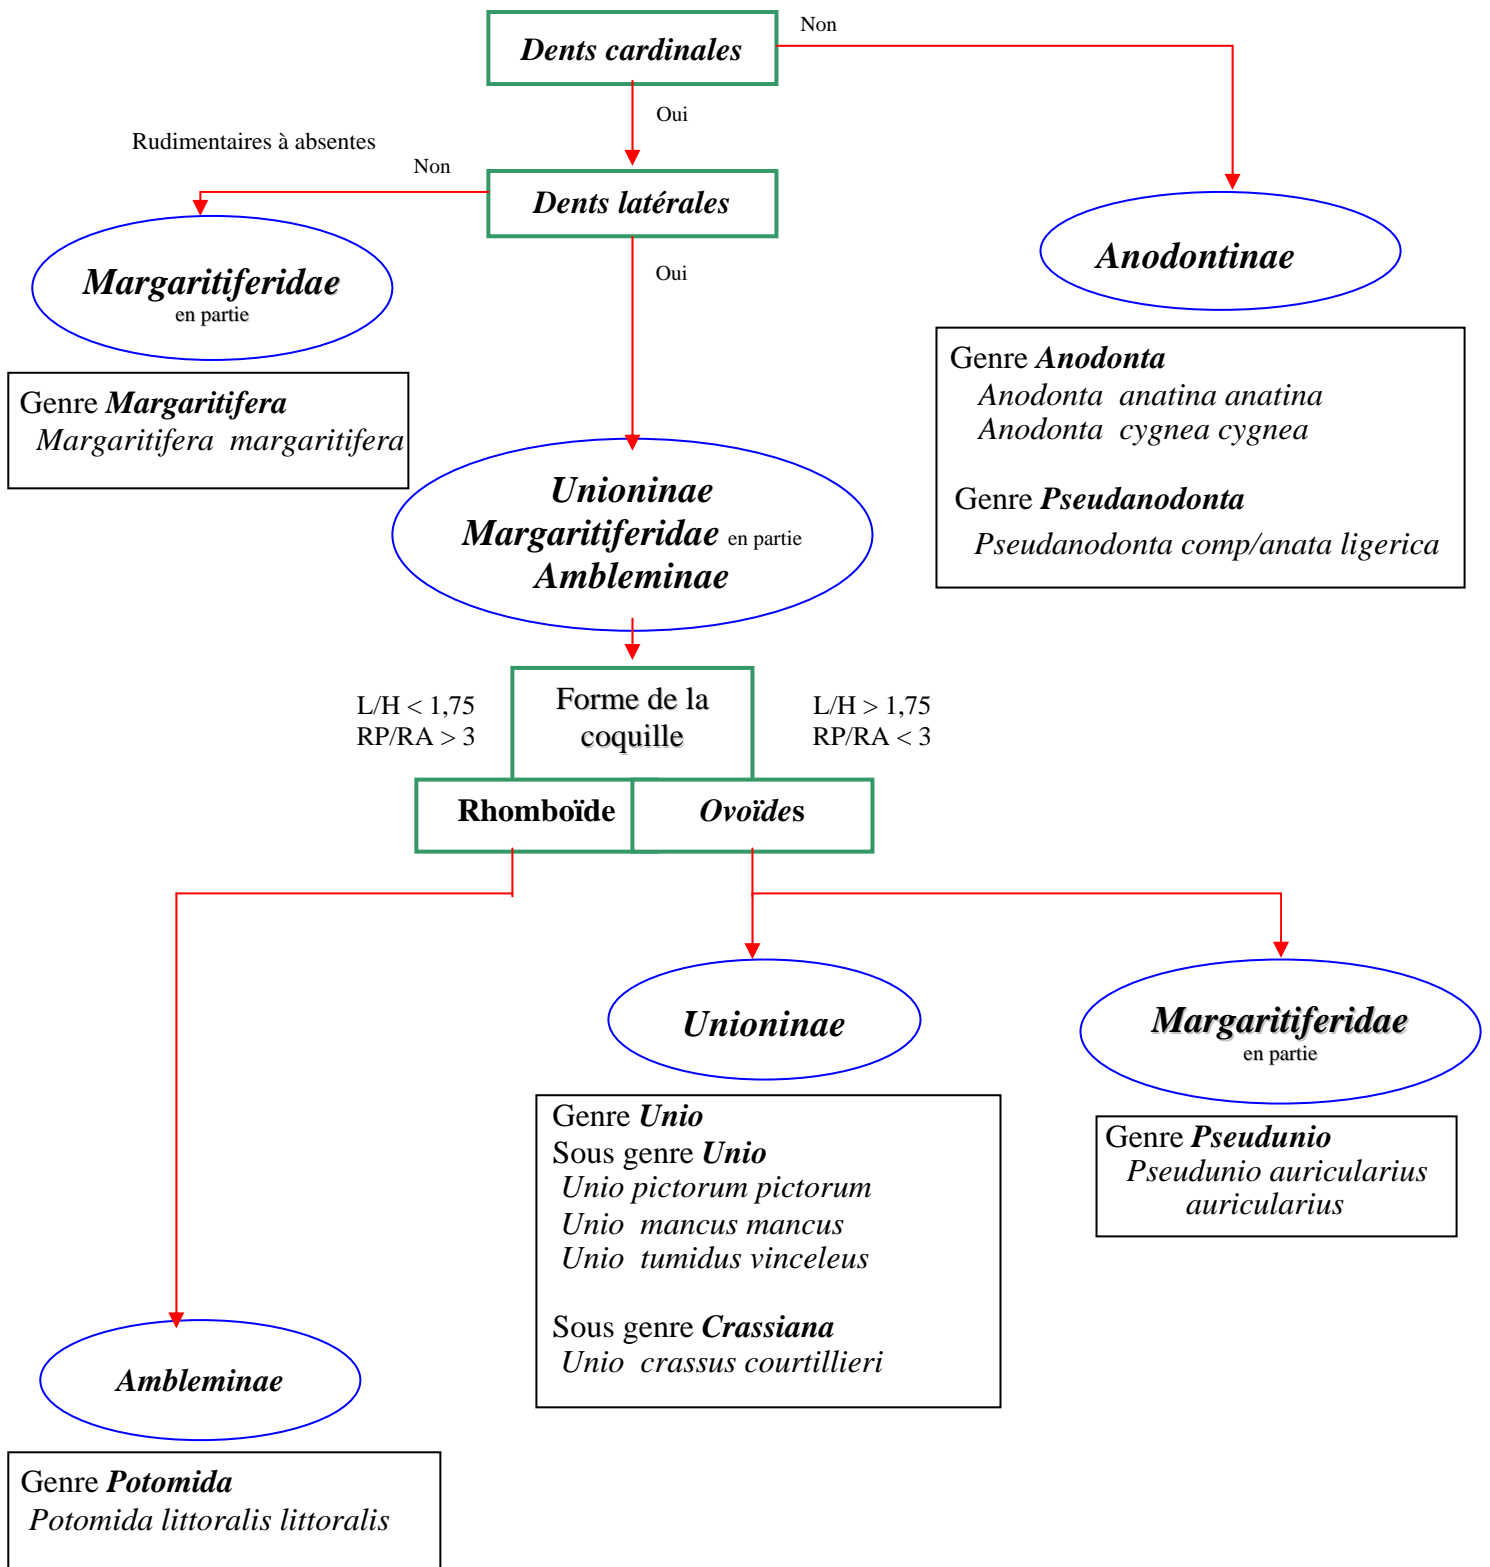 Dents cardinales
Non
Oui
Rudimentaires à absentes
Non
Dents latérales
Oui
Margaritiferidae
en partie
Genre Margaritifera
Margaritifera margaritifera
Anodontinae
Genre Anodonta
Anodonta anatina anatina
Anodonta cygnea cygnea
Genre Pseudanodonta
Pseudanodonta comp/anata ligerica
Unioninae
Margaritiferidae en partie
Ambleminae
L/H < 1,75
RP/RA > 3
Forme de la
coquille
L/H > 1,75
RP/RA < 3
Rhomboïde
Ovoïdes
Unioninae
Genre Unio
Sous genre Unio
Unio pictorum pictorum
Unio mancus mancus
Unio tumidus vinceleus
Sous genre Crassiana
Unio crassus courtillieri
Margaritiferidae
en partie
Genre Pseudunio
Pseudunio auricularius
auricularius
Ambleminae
Genre Potomida
Potomida littoralis littoralis